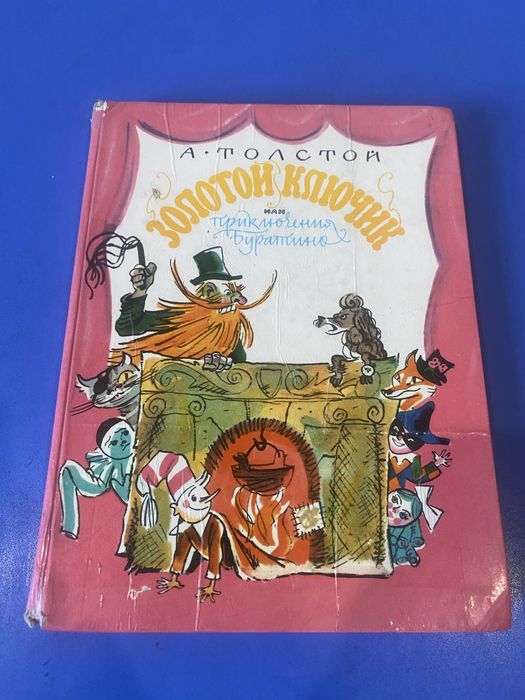 А. ТОЛСТОЙ
ЗОЛОТОЙ КЛЮЧИК
ИЛИ
приключения
Буратино